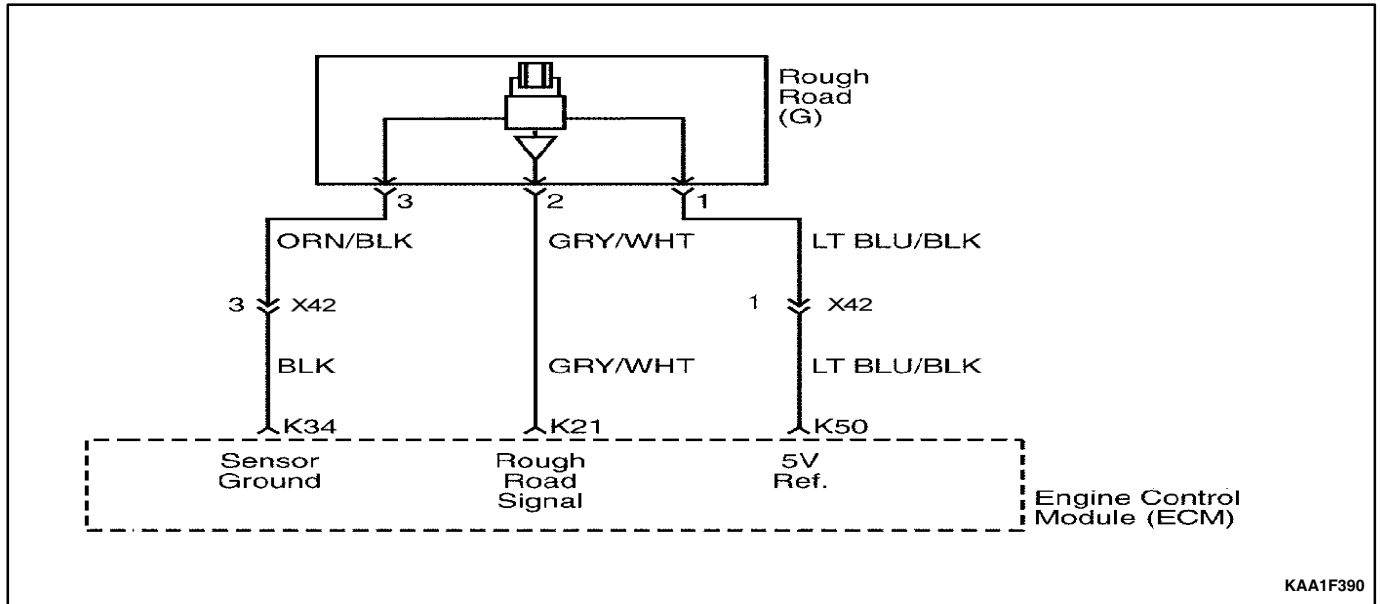 Rough
Road
(G)
3
2
1
ORN/BLK
GRY/WHT
LT BLU/BLK
3
X42
1
X42
BLK
GRY/WHT
LT BLU/BLK
K34
K21
K50
Sensor
Ground
Rough
Road
Signal
5V
Ref.
Engine Control
Module (ECM)
KAA1F390